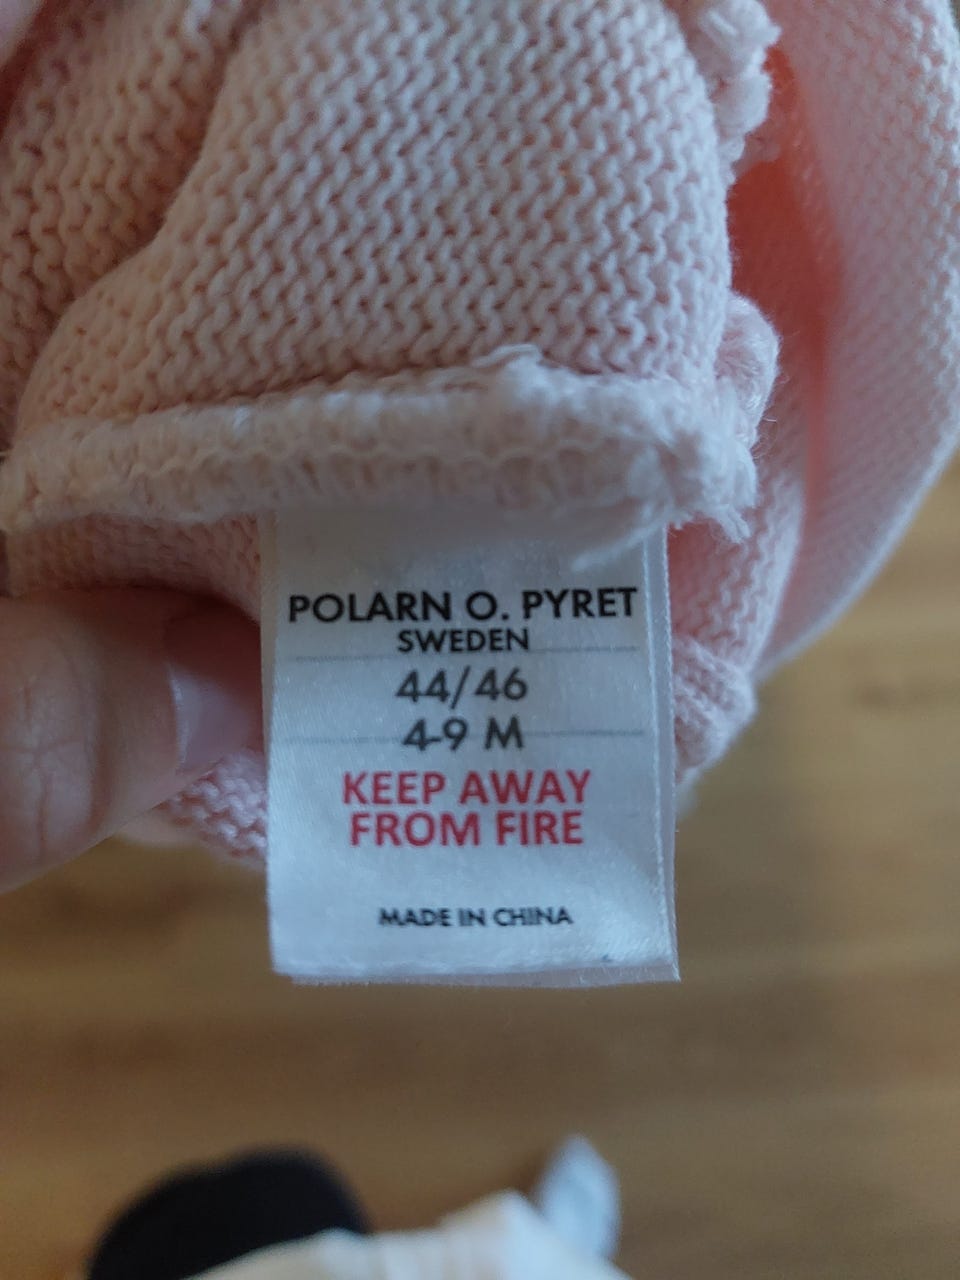 POLARN O. PYRET
SWEDEN
44/46
4-9 M
KEEP AWAY
FROM FIRE
MADE IN CHINA